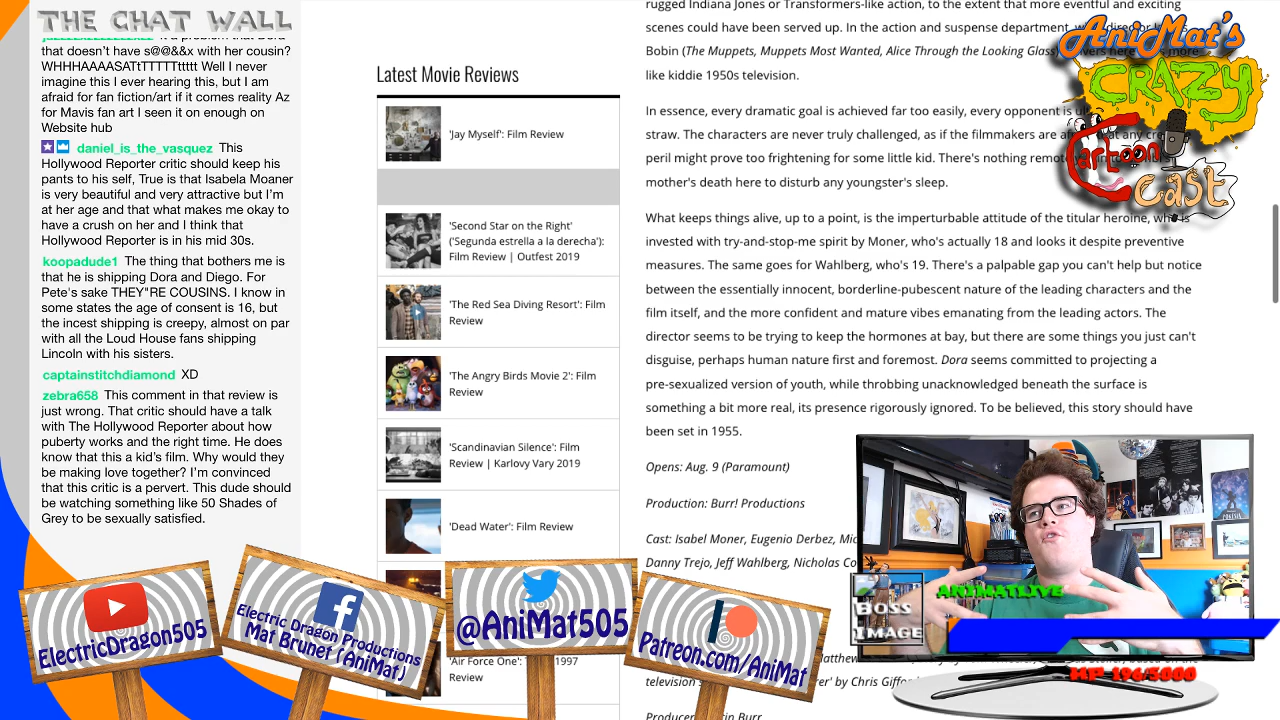 THE CHAT WALL
that doesn't have s@@&&x with her cousin?
WHHHAAAASATtTTTTTttttt Well I never
imagine this I ever hearing this, but I am
afraid for fan fiction/art if it comes reality Az
for Mavis fan art I seen it on enough on
Website hub
daniel_is_the_vasquez This
Hollywood Reporter critic should keep his
pants to his self, True is that Isabela Moaner
is very beautiful and very attractive but I'm
at her age and that what makes me okay to
have a crush on her and I think that
Hollywood Reporter is in his mid 30s.
koopadude1 The thing that bothers me is
that he is shipping Dora and Diego. For
Pete's sake THEY"RE COUSINS. I know in
some states the age of consent is 16, but
the incest shipping is creepy, almost on par
with all the Loud House fans shipping
Lincoln with his sisters.
captainstitchdiamond XD
zebra658 This comment in that review is
just wrong. That critic should have a talk
with The Hollywood Reporter about how
puberty works and the right time. He does
know that this a kid's film. Why would they
be making love together? I'm convinced
that this critic is a pervert. This dude should
be watching something like 50 Shades of
Grey to be sexually satisfied.
Latest Movie Reviews
'Jay Myself': Film Review
'Second Star on the Right'
('Segunda estrella a la derecha'):
Film Review | Outfest 2019
'The Red Sea Diving Resort': Film
Review
'The Angry Birds Movie 2': Film
Review
'Scandinavian Silence': Film
Review | Karlovy Vary 2019
'Dead Water': Film Review
'Air Force One': 1997
Review
rugged Indiana Jones or Transformers-like action, to the extent that more eventful and exciting
scenes could have been served up. In the action and suspense department,
Bobin (The Muppets, Muppets Most Wanted, Alice Through the Looking Glass) more
like kiddie 1950s television.
In essence, every dramatic goal is achieved far too easily, every opponent is
straw. The characters are never truly challenged, as if the filmmakers are at any
peril might prove too frightening for some little kid. There's nothing
mother's death here to disturb any youngster's sleep.
What keeps things alive, up to a point, is the imperturbable attitude of the titular heroine, who is
invested with try-and-stop-me spirit by Moner, who's actually 18 and looks it despite preventive
measures. The same goes for Wahlberg, who's 19. There's a palpable gap you can't help but notice
between the essentially innocent, borderline-pubescent nature of the leading characters and the
film itself, and the more confident and mature vibes emanating from the leading actors. The
director seems to be trying to keep the hormones at bay, but there are some things you just can't
disguise, perhaps human nature first and foremost. Dora seems committed to projecting a
pre-sexualized version of youth, while throbbing unacknowledged beneath the surface is
something a bit more real, its presence rigorously ignored. To be believed, this story should have
been set in 1955.
Opens: Aug. 9 (Paramount)
Production: Burr! Productions
Cast: Isabel Moner, Eugenio Derbez,
Danny Trejo, Jeff Wahlberg, Nicholas
television by Chris
Burr
AniMat's
CRAZY
Cartoon
Cast
BOSS
IMAGE
ANIMATLIVE
HP 196/5000
ElectricDragon505
Electric Dragon Productions
Mat Brunet (AniMat)
@AniMat505
Patreon.com/AniMat